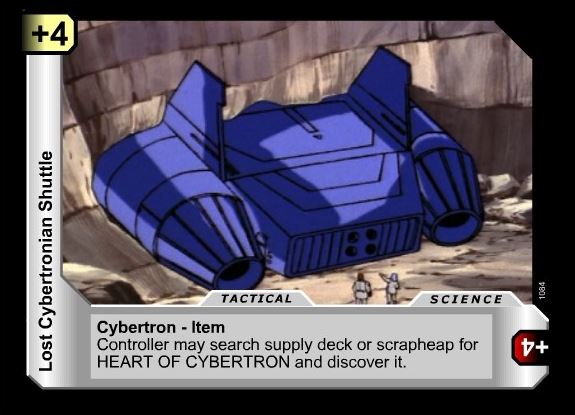 +4
Lost Cybertronian Shuttle
TACTICAL
SCIENCE
1084
Cybertron - Item
Controller may search supply deck or scrapheap for
HEART OF CYBERTRON and discover it.
+4